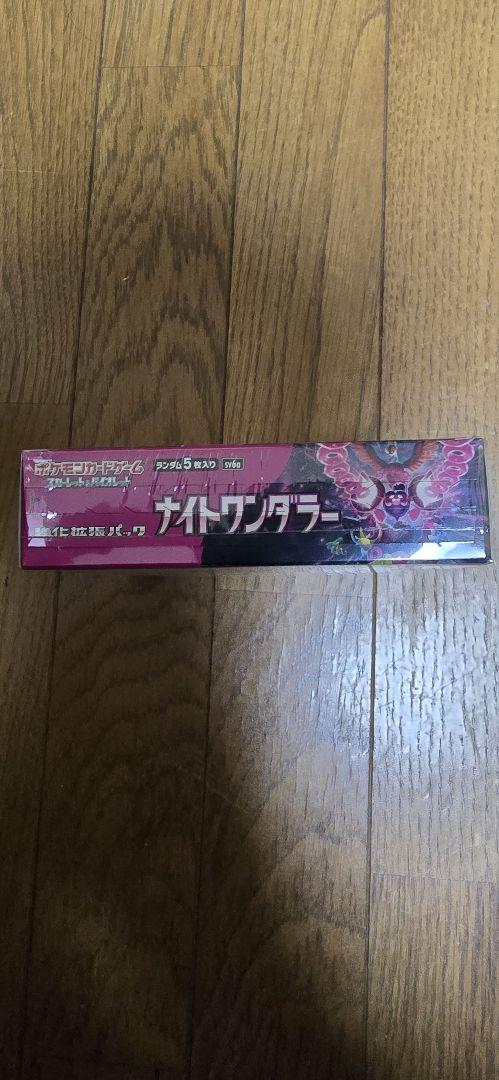 ポケモンカードゲーム
スカーレット&バイオレット
ランダム5枚入り sv6a
強化拡張パック
ナイトワンダラー